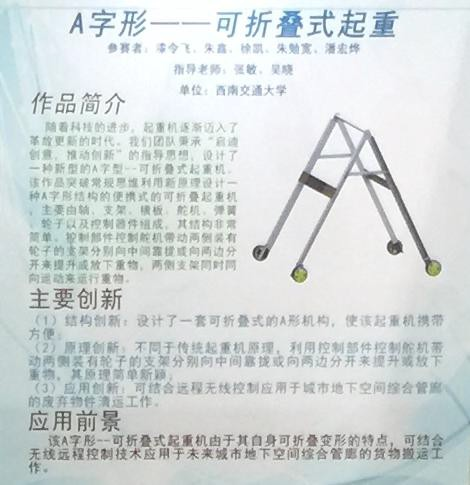 A字形——可折叠式起重
参赛者：漆令飞、朱鑫、徐凯、朱勉宽、潘宏烨
指导老师：张敏、吴晓
单位：西南交通大学
作品简介
随着科技的进步，起重机逐渐迈入了
革故更新的时代。我们团队秉承“启迪
创意，推动创新”的指导思想，设计了
一种新型的A字型--可折叠式起重机。
该作品突破常规思维利用新原理设计一
种A字形结构的便携式的可折叠起重机
，主要由轴、支架、横板、舵机、弹簧
、轮子以及控制器件组成，其结构非常
简单。控制部件控制舵机带动两侧装有
轮子的支架分别向中间靠拢或向两边分
开来提升或放下重物，两侧支架同时同
向运动来运行重物。
主要创新
（1）结构创新：设计了一套可折叠式的A形机构，使该起重机携带
方便；
（2）原理创新：不同于传统起重机原理，利用控制部件控制舵机带
动两侧装有轮子的支架分别向中间靠拢或向两边分开来提升或放下
重物，其原理简单新颖；
（3）应用创新：可结合远程无线控制应用于城市地下空间综合管廊
的废弃物件清运工作。
应用前景
该A字形--可折叠式起重机由于其自身可折叠变形的特点，可结合
无线远程控制技术应用于未来城市地下空间综合管廊的货物搬运工
作。